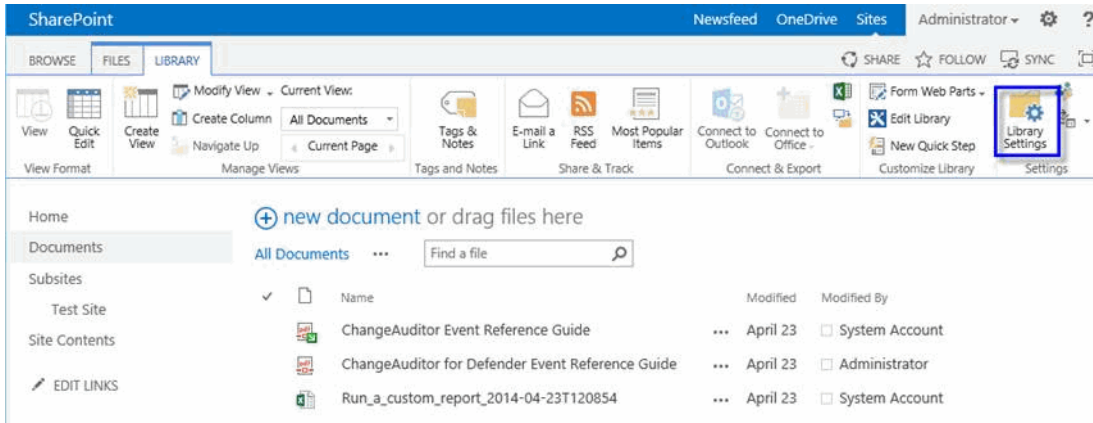 SharePoint Newsfeed OneDrive Sites Administrator ?
BROWSE FILES LIBRARY SHARE FOLLOW SYNC
Modify View Current View: Form Web Parts
Create Column All Documents Edit Library
View Quick Edit Create View Navigate Up Current Page Tags & Notes E-mail a Link RSS Feed Most Popular Items Connect to Outlook Connect to Office New Quick Step Library Settings
View Format Manage Views Tags and Notes Share & Track Connect & Export Customize Library Settings
Home
Documents
Subsites
Test Site
Site Contents
EDIT LINKS
new document or drag files here
All Documents ... Find a file
Name Modified Modified By
ChangeAuditor Event Reference Guide ... April 23 System Account
ChangeAuditor for Defender Event Reference Guide ... April 23 Administrator
Run_a_custom_report_2014-04-23T120854 ... April 23 System Account